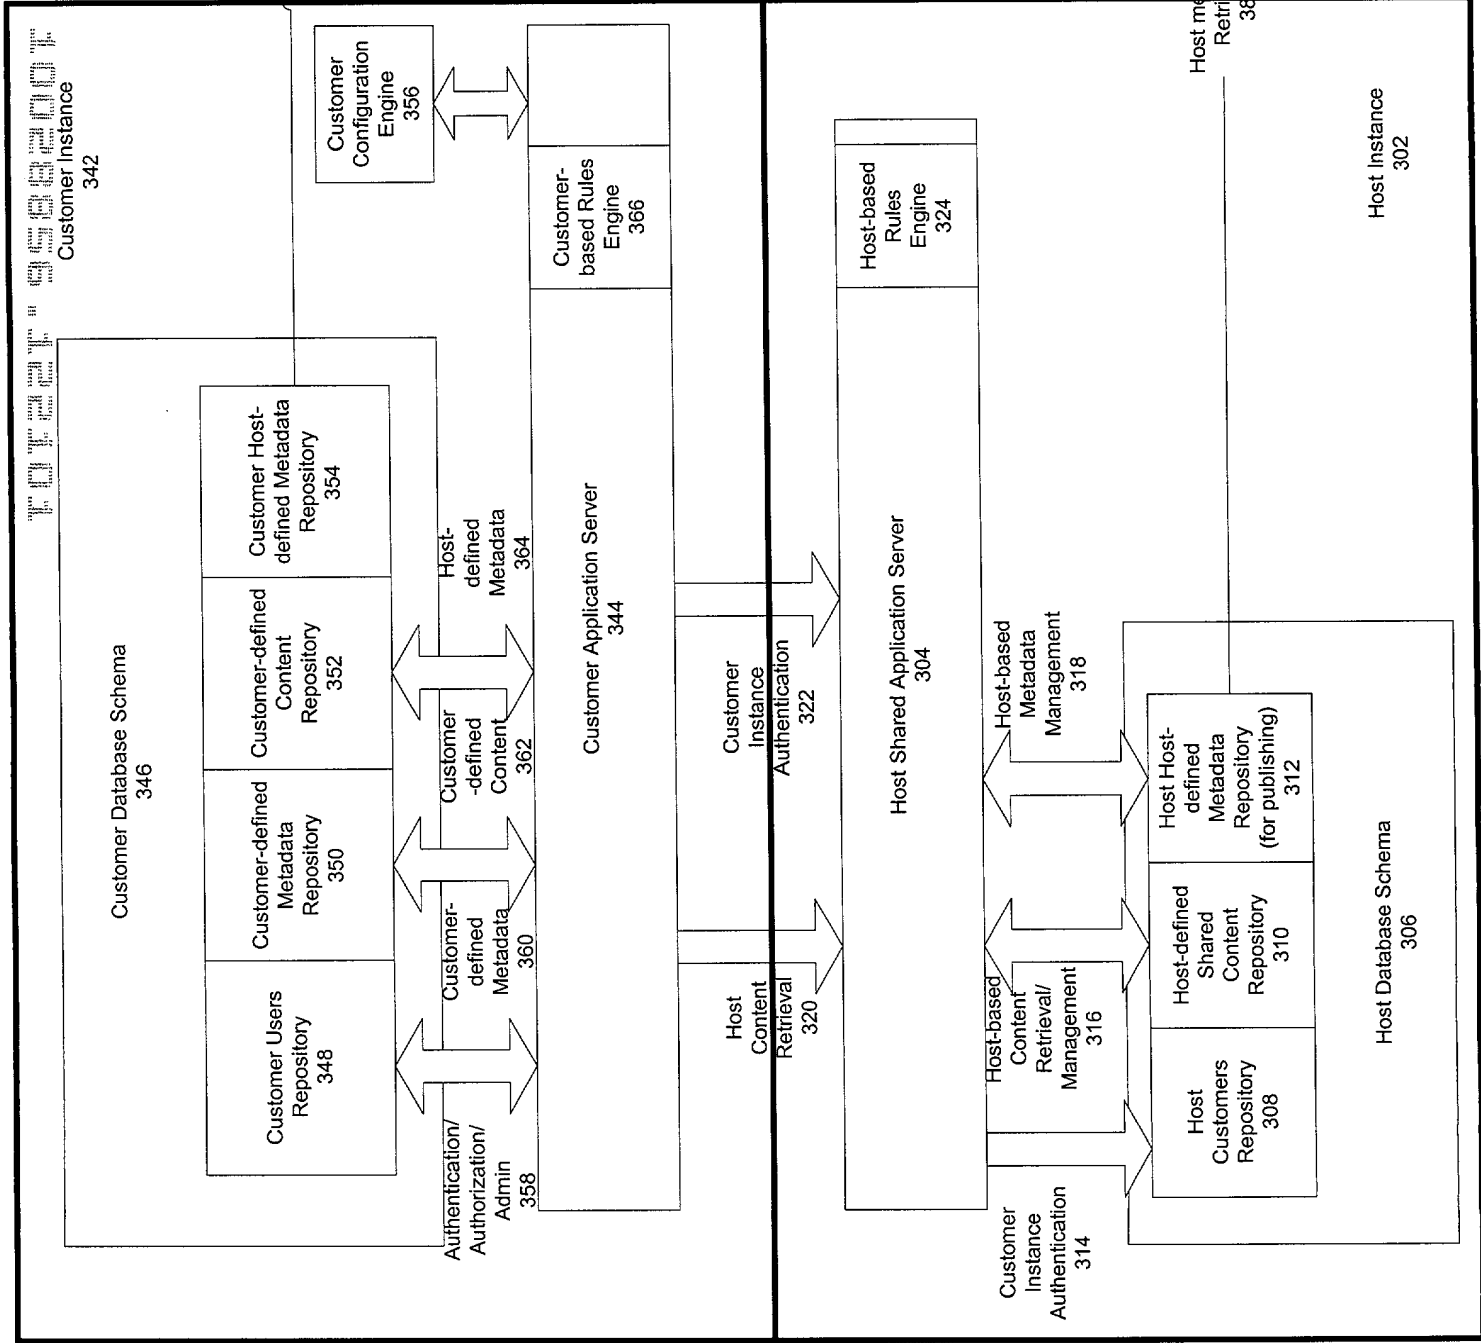 Customer Instance
342
Customer Database Schema
346
Customer Users
Repository
348
Customer-defined
Metadata
Repository
350
Customer-defined
Content
Repository
352
Customer Host-
defined Metadata
Repository
354
Customer
Configuration
Engine
356
Authentication/
Authorization/
Admin
358
Customer-
defined
Metadata
360
Customer
-defined
Content
362
Host-
defined
Metadata
364
Customer Application Server
344
Customer-
based Rules
Engine
366
Host
Content
Retrieval
320
Customer
Instance
Authentication
322
Host Shared Application Server
304
Host-based
Rules
Engine
324
Customer
Instance
Authentication
314
Host-based
Content
Retrieval/
Management
316
Host-based
Metadata
Management
318
Host
Customers
Repository
308
Host-defined
Shared
Content
Repository
310
Host Host-
defined
Metadata
Repository
(for publishing)
312
Host Database Schema
306
Host
Host Instance
302